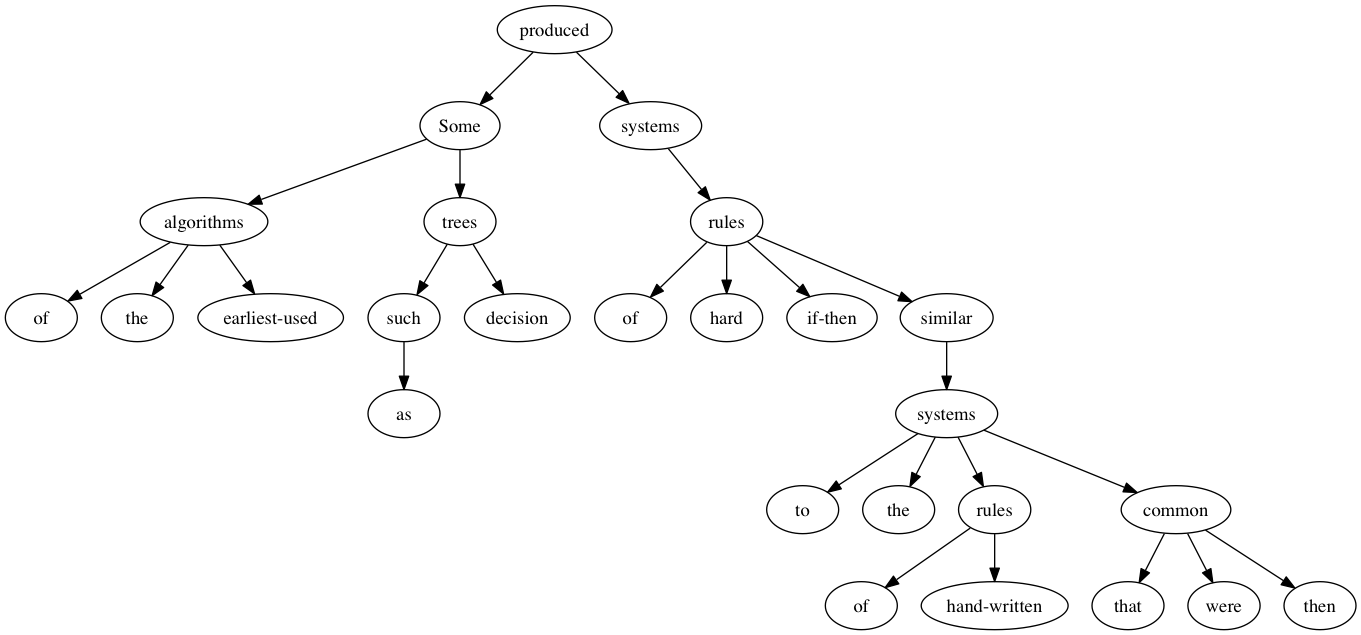 produced
Some systems
algorithms trees rules
of the earliest-used such decision of hard if-then similar
as systems
to the rules common
of hand-written that were then